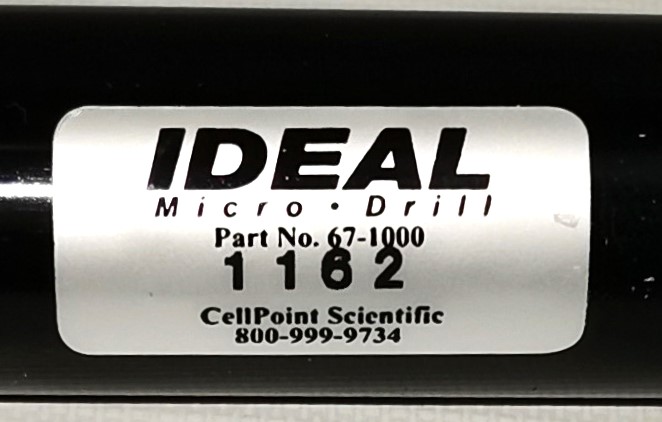 IDEAL
Micro • Drill
Part No. 67-1000
1162
CellPoint Scientific
800-999-9734